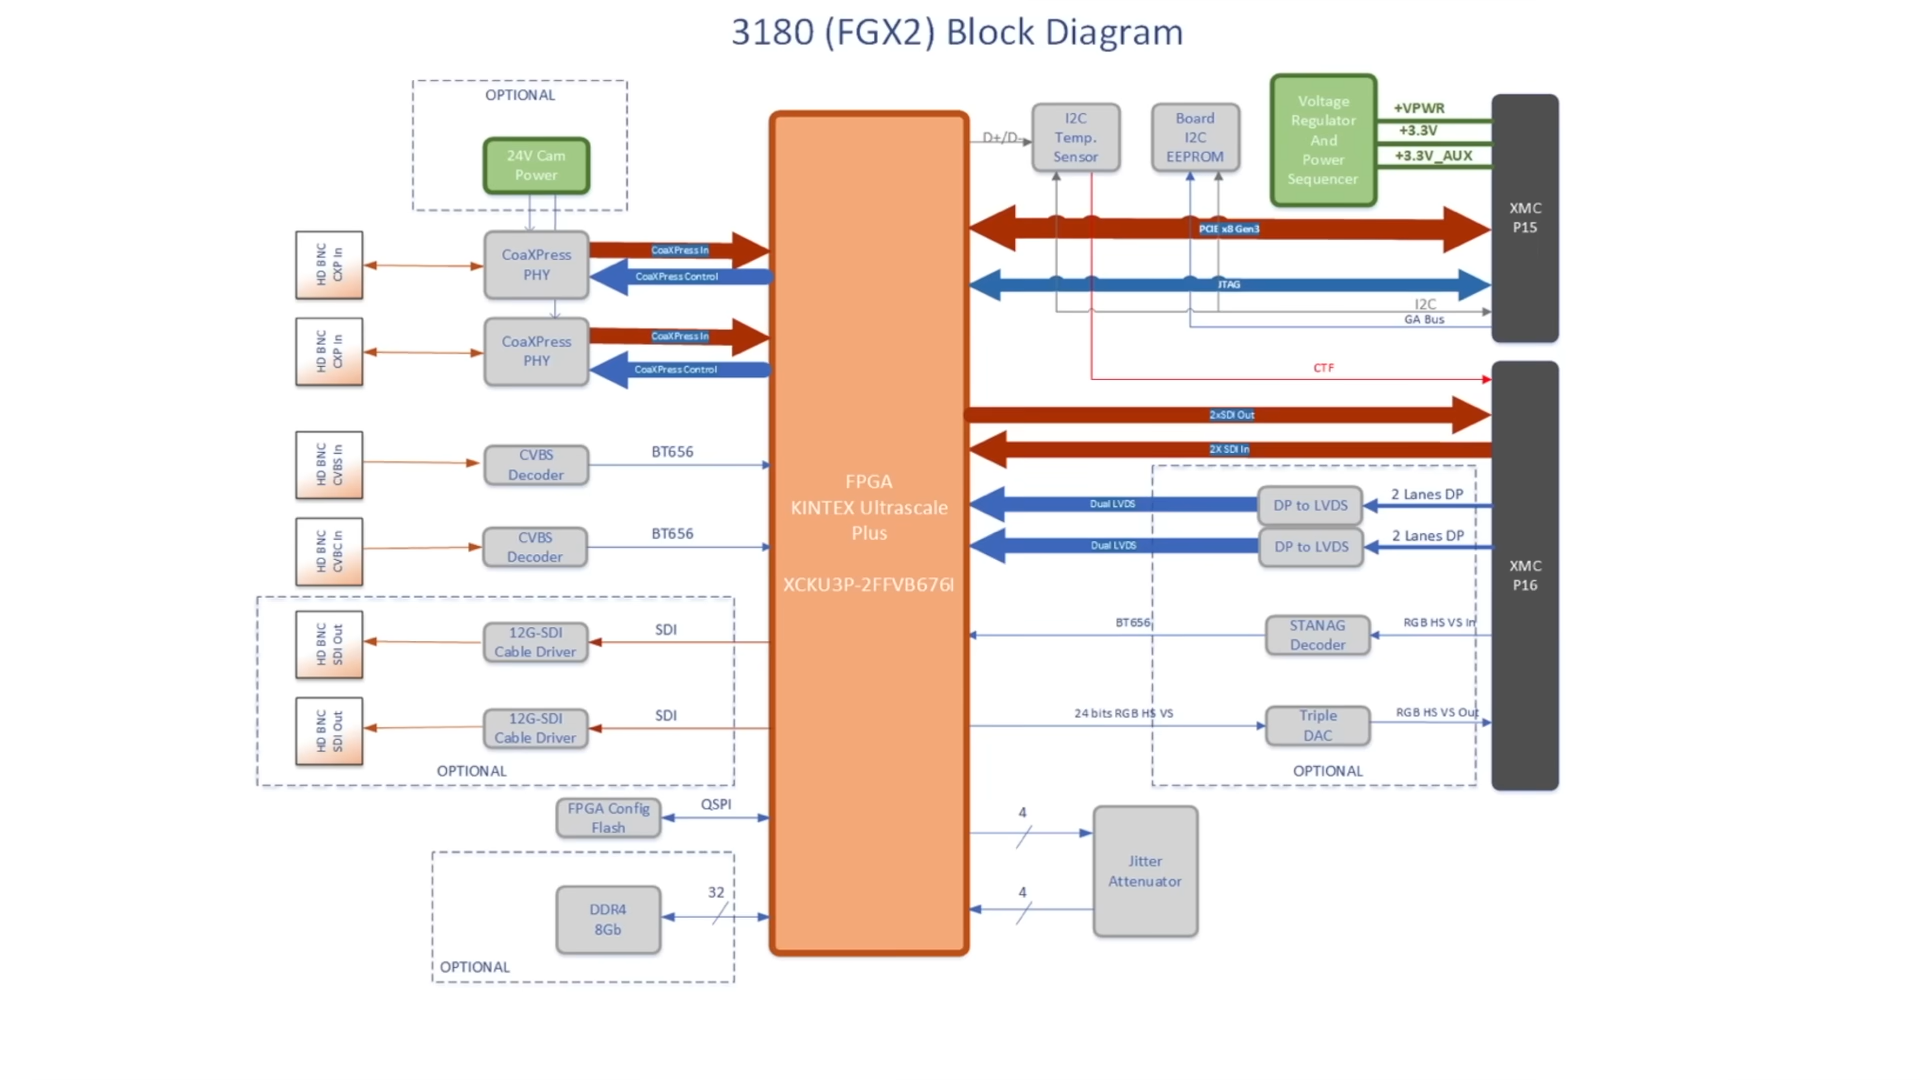 3180 (FGX2) Block Diagram
OPTIONAL
24V Cam
Power
HD BNC
CXP In
CoaXPress
PHY
CoaXPress In
CoaXPress Control
HD BNC
CXP In
CoaXPress
PHY
CoaXPress In
CoaXPress Control
HD BNC
CVBS In
CVBS
Decoder
BT656
HD BNC
CVBC In
CVBS
Decoder
BT656
HD BNC
SDI Out
12G-SDI
Cable Driver
SDI
HD BNC
SDI Out
12G-SDI
Cable Driver
SDI
OPTIONAL
FPGA Config
Flash
QSPI
DDR4
8Gb
32
OPTIONAL
FPGA
KINTEX Ultrascale
Plus
XCKU3P-2FFVB676I
D+/D-
I2C
Temp.
Sensor
Board
I2C
EEPROM
Voltage
Regulator
And
Power
Sequencer
+VPWR
+3.3V
+3.3V_AUX
XMC
P15
PCIE x8 Gen3
JTAG
I2C
GA Bus
CTF
2xSDI Out
2X SDI In
Dual LVDS
DP to LVDS
2 Lanes DP
Dual LVDS
DP to LVDS
2 Lanes DP
XMC
P16
BT656
STANAG
Decoder
RGB HS VS In
24 bits RGB HS VS
Triple
DAC
RGB HS VS Out
OPTIONAL
4
Jitter
Attenuator
4